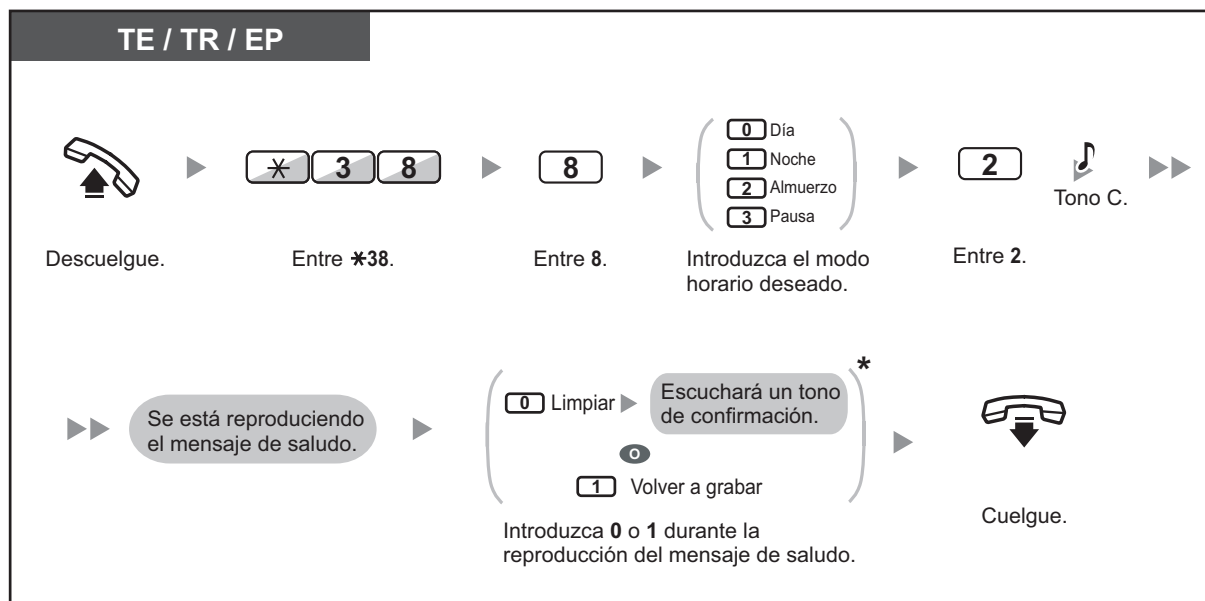 TE / TR / EP
0 Día
1 Noche
2 Almuerzo
3 Pausa
* 3 8
8
2
Tono C.
Descuelgue.
Entre *38.
Entre 8.
Introduzca el modo
horario deseado.
Entre 2.
Se está reproduciendo
el mensaje de saludo.
0 Limpiar
Escuchará un tono
de confirmación.
*
O
1 Volver a grabar
Introduzca 0 o 1 durante la
reproducción del mensaje de saludo.
Cuelgue.